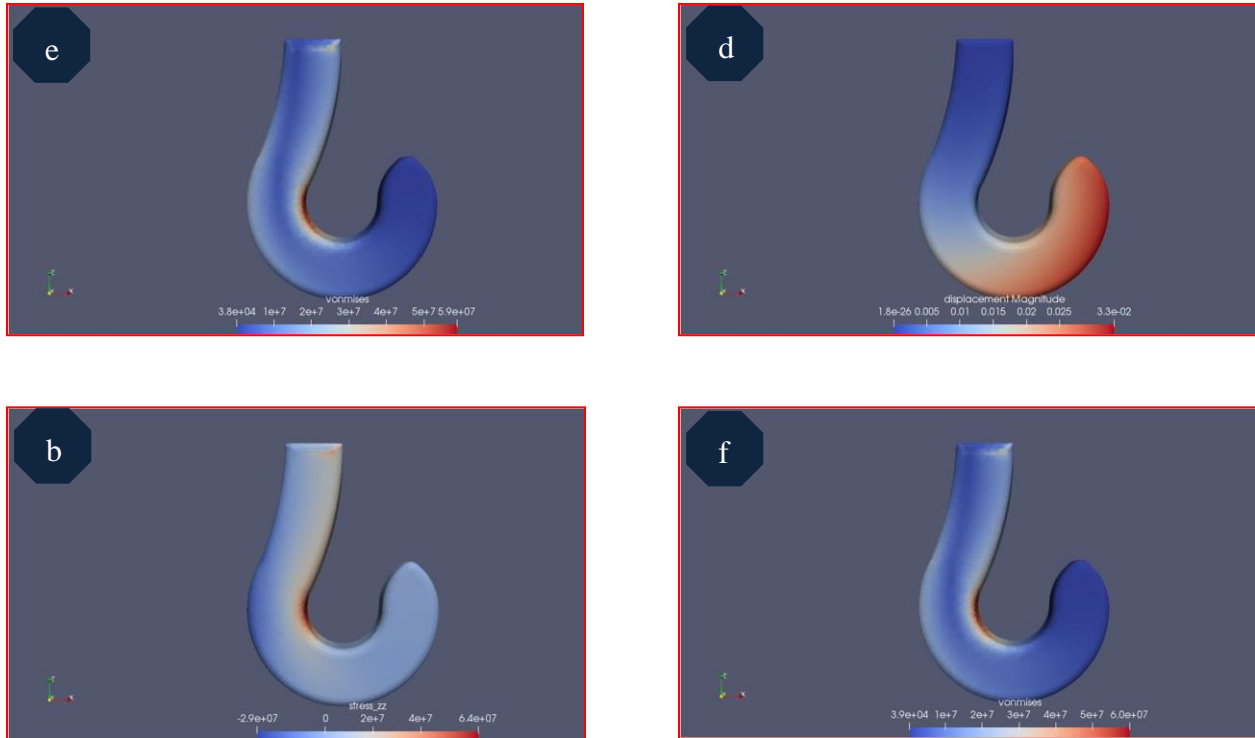 e
vonmises
3.8e+04 1e+7 2e+7 3e+7 4e+7 5e+7 5.9e+07
d
displacement Magnitude
1.8e-26 0.005 0.01 0.015 0.02 0.025 3.3e-02
b
stress_zz
-2.9e+07 0 2e+7 4e+7 6.4e+07
f
vonmises
3.9e+04 1e+7 2e+7 3e+7 4e+7 5e+7 6.0e+07